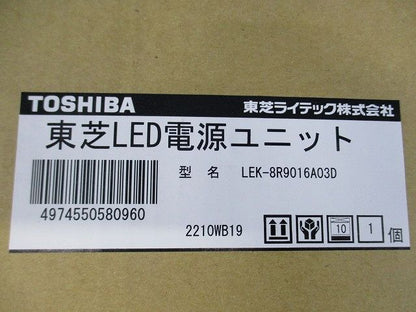 TOSHIBA 東芝ライテック株式会社
東芝LED電源ユニット
型名 LEK-8R9016A03D
4974550580960
2210WB19
10
1個